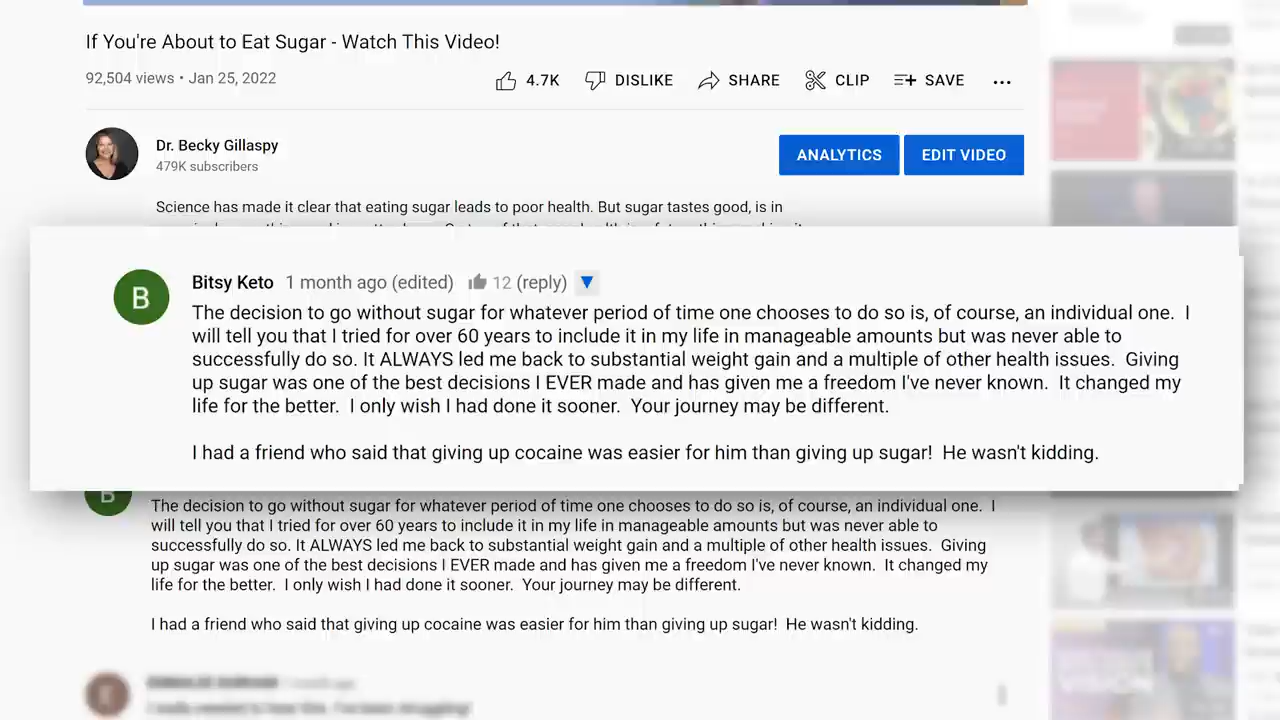 If You're About to Eat Sugar - Watch This Video!
92,504 views • Jan 25, 2022
4.7K DISLIKE SHARE CLIP SAVE ...
Dr. Becky Gillaspy
479K subscribers
ANALYTICS EDIT VIDEO
Science has made it clear that eating sugar leads to poor health. But sugar tastes good, is in
B
Bitsy Keto 1 month ago (edited) 12 (reply)
The decision to go without sugar for whatever period of time one chooses to do so is, of course, an individual one. I
will tell you that I tried for over 60 years to include it in my life in manageable amounts but was never able to
successfully do so. It ALWAYS led me back to substantial weight gain and a multiple of other health issues. Giving
up sugar was one of the best decisions I EVER made and has given me a freedom I've never known. It changed my
life for the better. I only wish I had done it sooner. Your journey may be different.
I had a friend who said that giving up cocaine was easier for him than giving up sugar! He wasn't kidding.
B
The decision to go without sugar for whatever period of time one chooses to do so is, of course, an individual one. I
will tell you that I tried for over 60 years to include it in my life in manageable amounts but was never able to
successfully do so. It ALWAYS led me back to substantial weight gain and a multiple of other health issues. Giving
up sugar was one of the best decisions I EVER made and has given me a freedom I've never known. It changed my
life for the better. I only wish I had done it sooner. Your journey may be different.
I had a friend who said that giving up cocaine was easier for him than giving up sugar! He wasn't kidding.